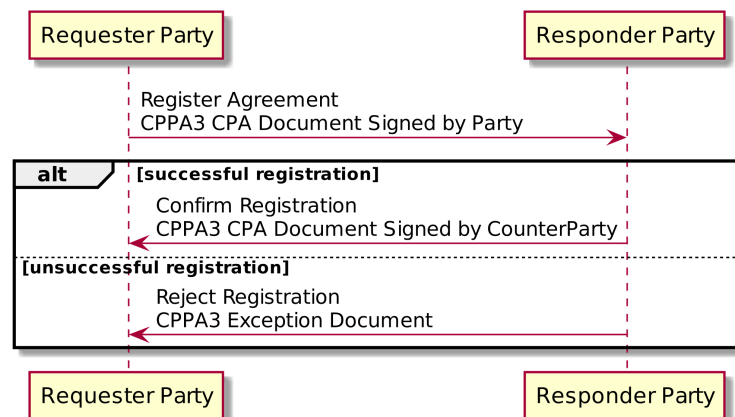 Requester Party
Responder Party
Register Agreement
CPPA3 CPA Document Signed by Party
alt
[successful registration]
Confirm Registration
CPPA3 CPA Document Signed by CounterParty
[unsuccessful registration]
Reject Registration
CPPA3 Exception Document
Requester Party
Responder Party